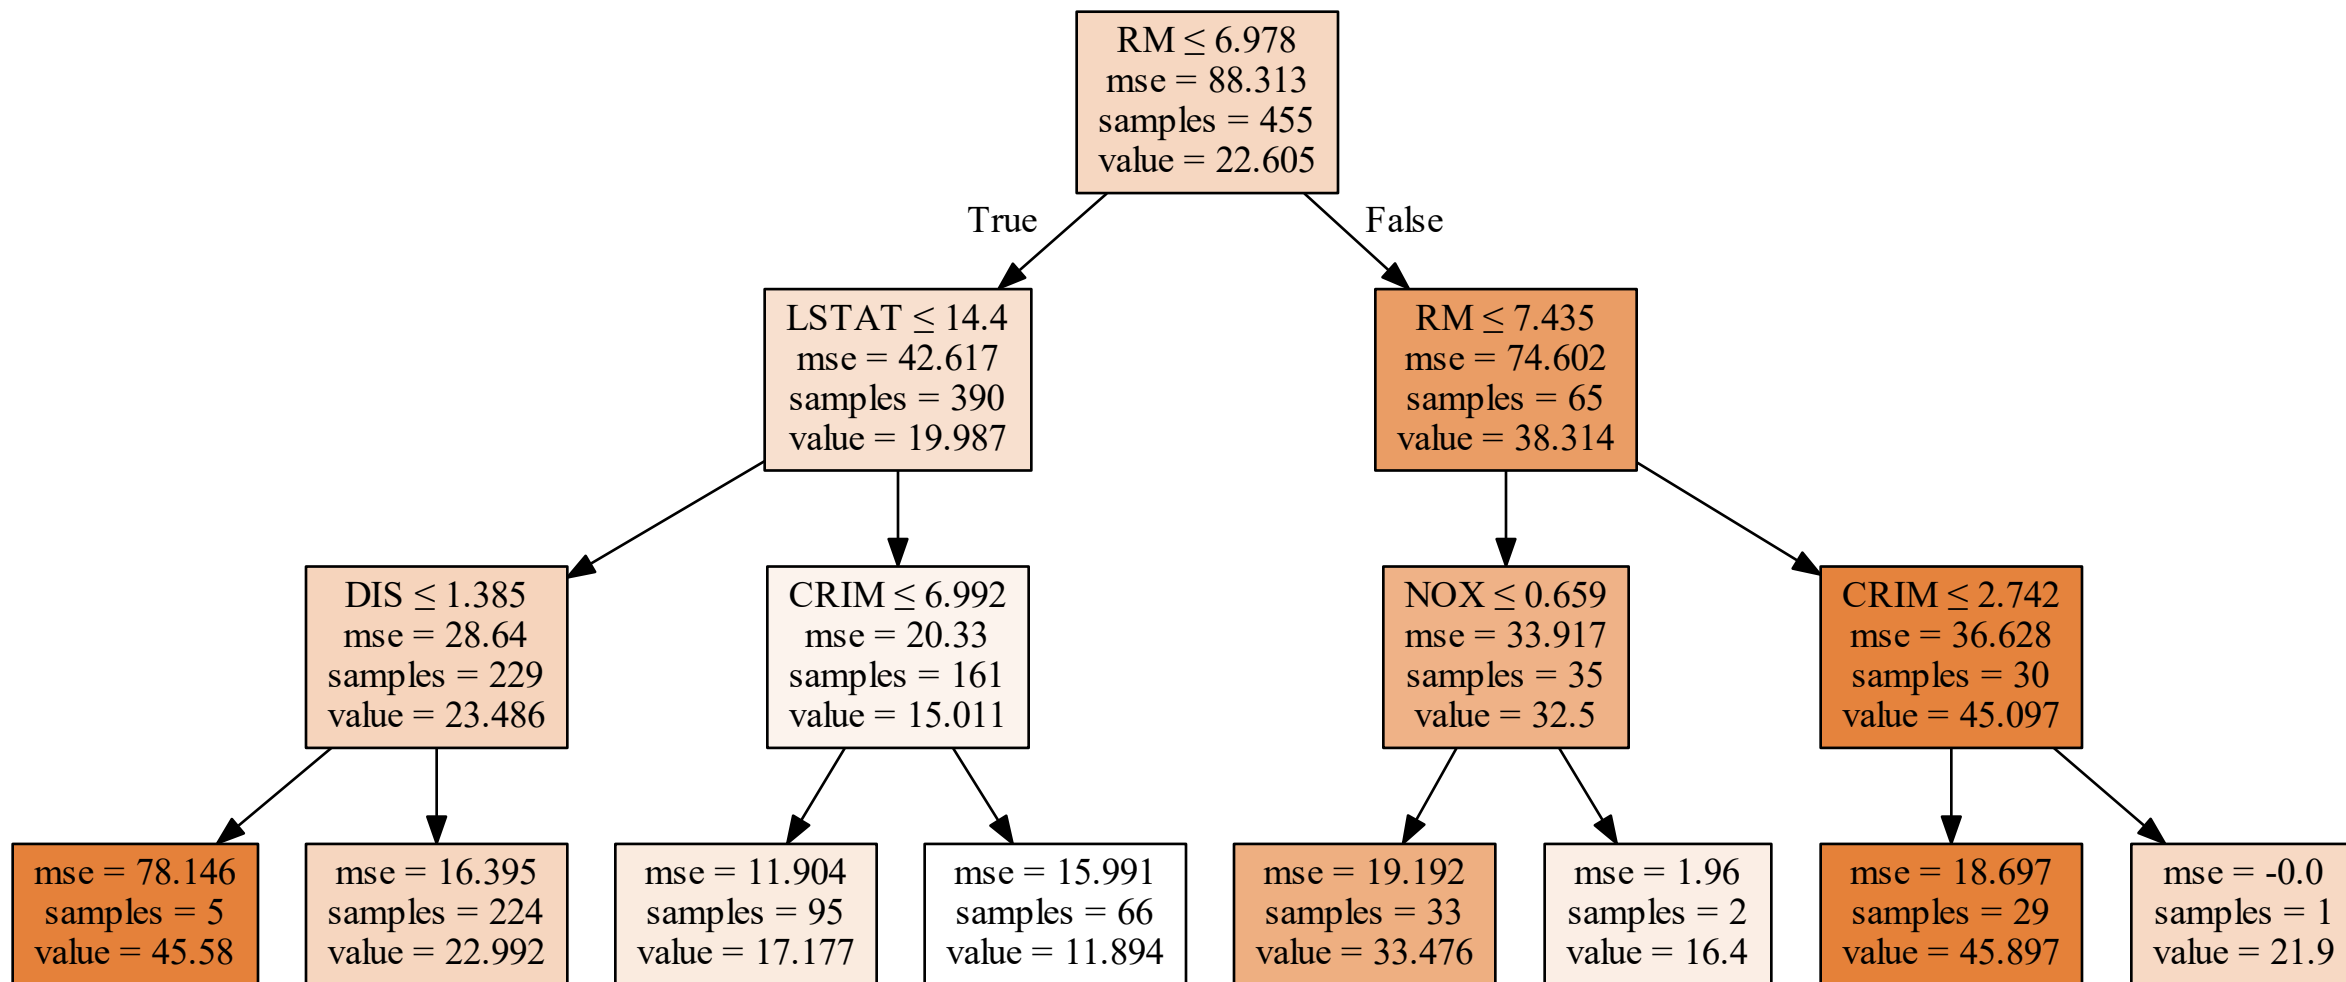 RM ≤ 6.978
mse = 88.313
samples = 455
value = 22.605
True
False
LSTAT ≤ 14.4
mse = 42.617
samples = 390
value = 19.987
RM ≤ 7.435
mse = 74.602
samples = 65
value = 38.314
DIS ≤ 1.385
mse = 28.64
samples = 229
value = 23.486
CRIM ≤ 6.992
mse = 20.33
samples = 161
value = 15.011
NOX ≤ 0.659
mse = 33.917
samples = 35
value = 32.5
CRIM ≤ 2.742
mse = 36.628
samples = 30
value = 45.097
mse = 78.146
samples = 5
value = 45.58
mse = 16.395
samples = 224
value = 22.992
mse = 11.904
samples = 95
value = 17.177
mse = 15.991
samples = 66
value = 11.894
mse = 19.192
samples = 33
value = 33.476
mse = 1.96
samples = 2
value = 16.4
mse = 18.697
samples = 29
value = 45.897
mse = -0.0
samples = 1
value = 21.9